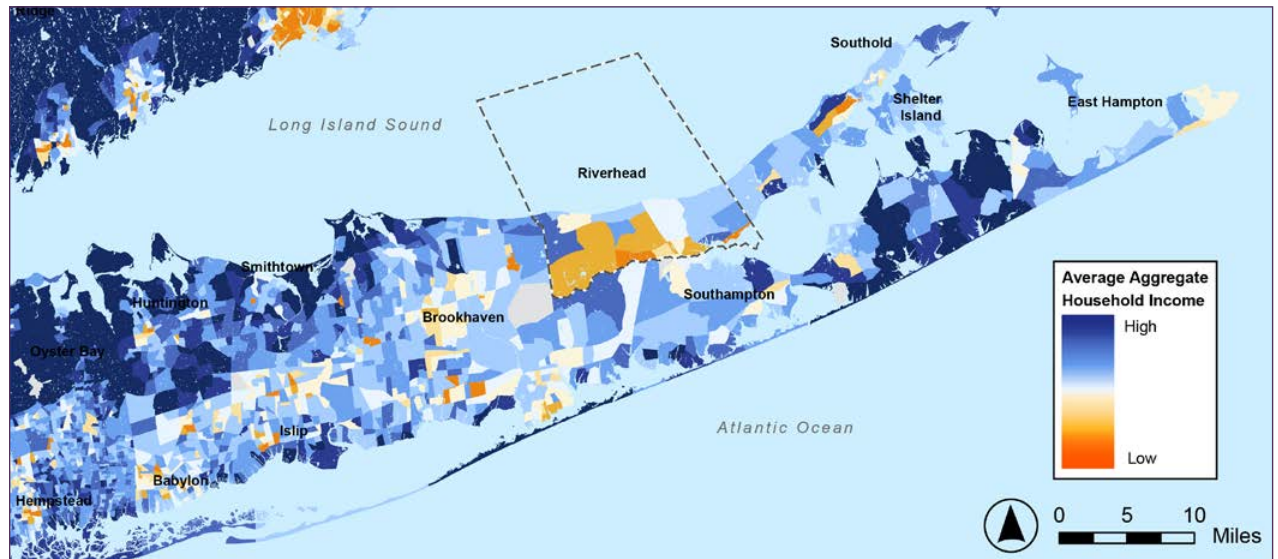 Ridge
Southold
Shelter
Island
East Hampton
Long Island Sound
Riverhead
Smithtown
Huntington
Southampton
Brookhaven
Oyster Bay
Atlantic Ocean
Islip
Babylon
Hempstead
Average Aggregate
Household Income
High
Low
0 5 10
Miles